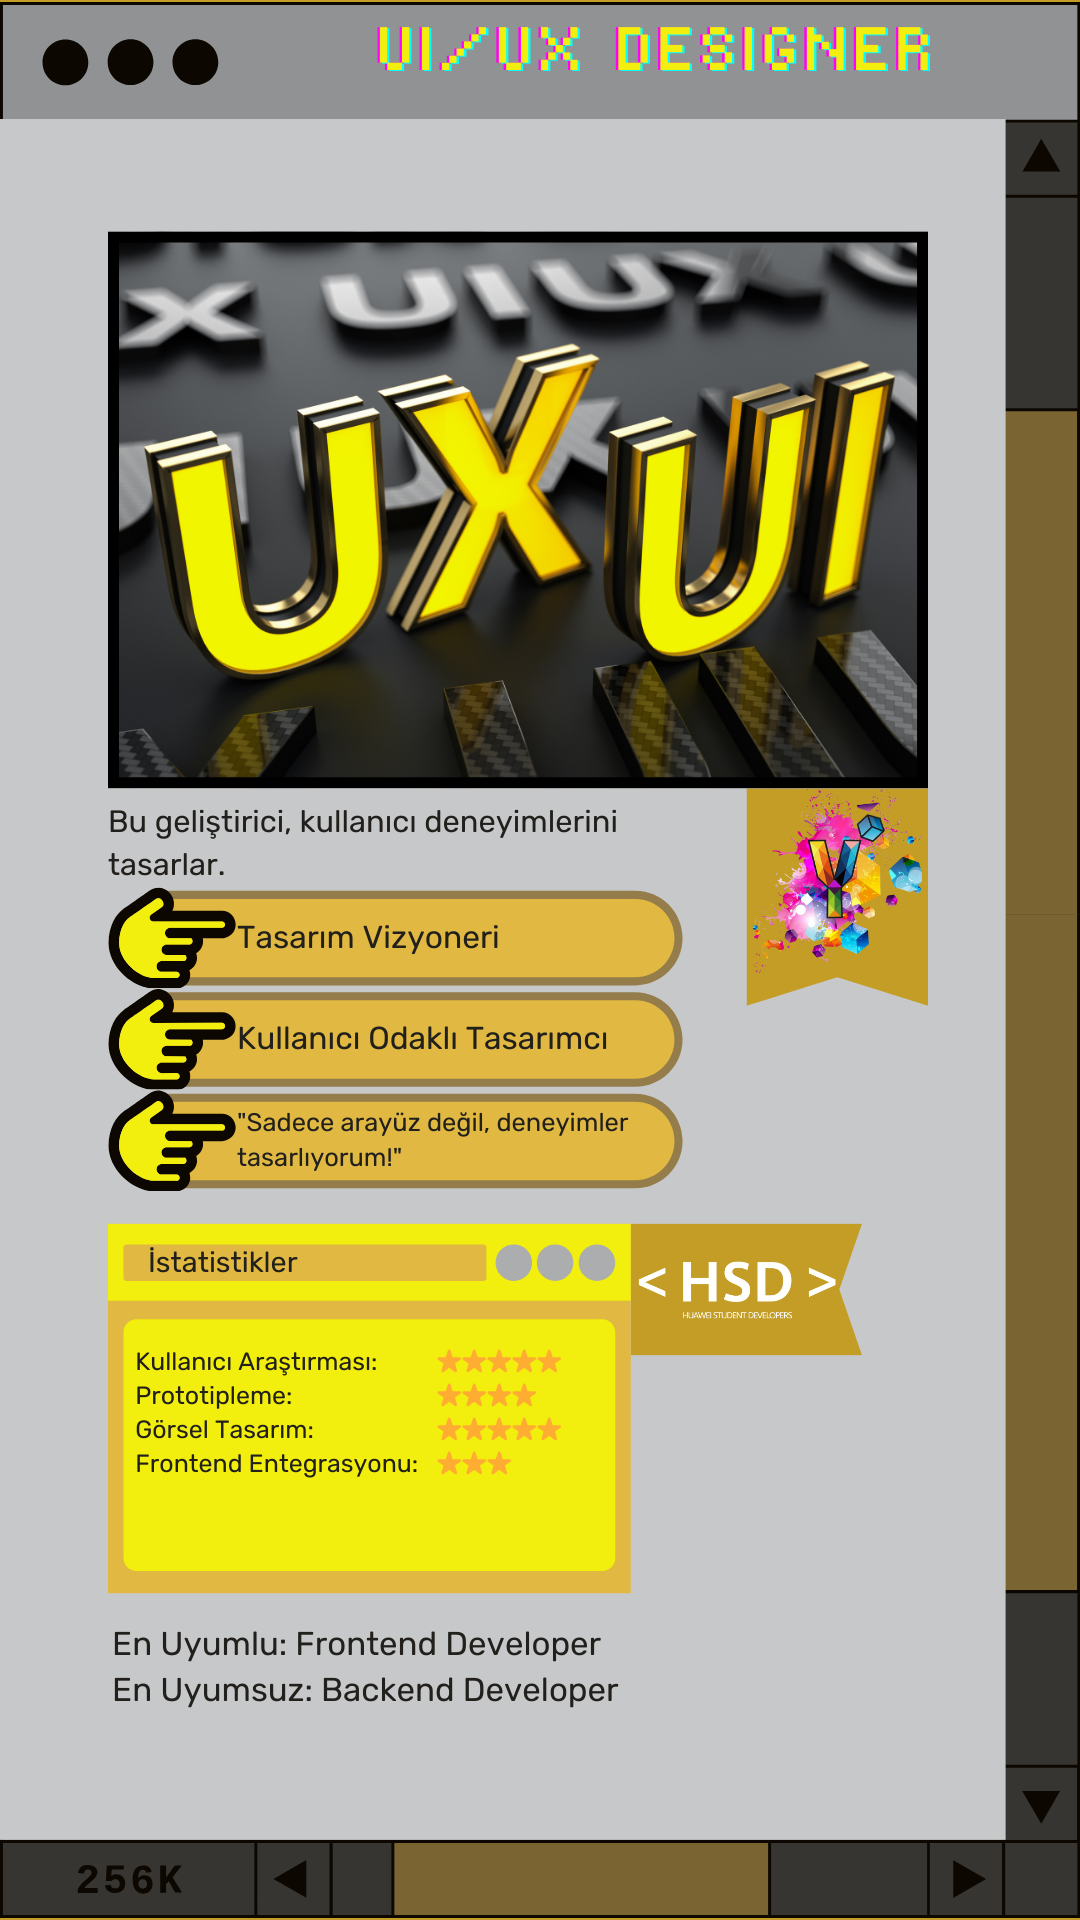 UI/UX DESIGNER
X UIUX
UX UI
Bu geliştirici, kullanıcı deneyimlerini
tasarlar.
Y
Tasarım Vizyoneri
Kullanıcı Odaklı Tasarımcı
"Sadece arayüz değil, deneyimler
tasarlıyorum!"
İstatistikler
< HSD >
HUAWEI STUDENT DEVELOPERS
Kullanıcı Araştırması: ★★★★★
Prototipleme: ★★★★
Görsel Tasarım: ★★★★★
Frontend Entegrasyonu: ★★★
En Uyumlu: Frontend Developer
En Uyumsuz: Backend Developer
256K